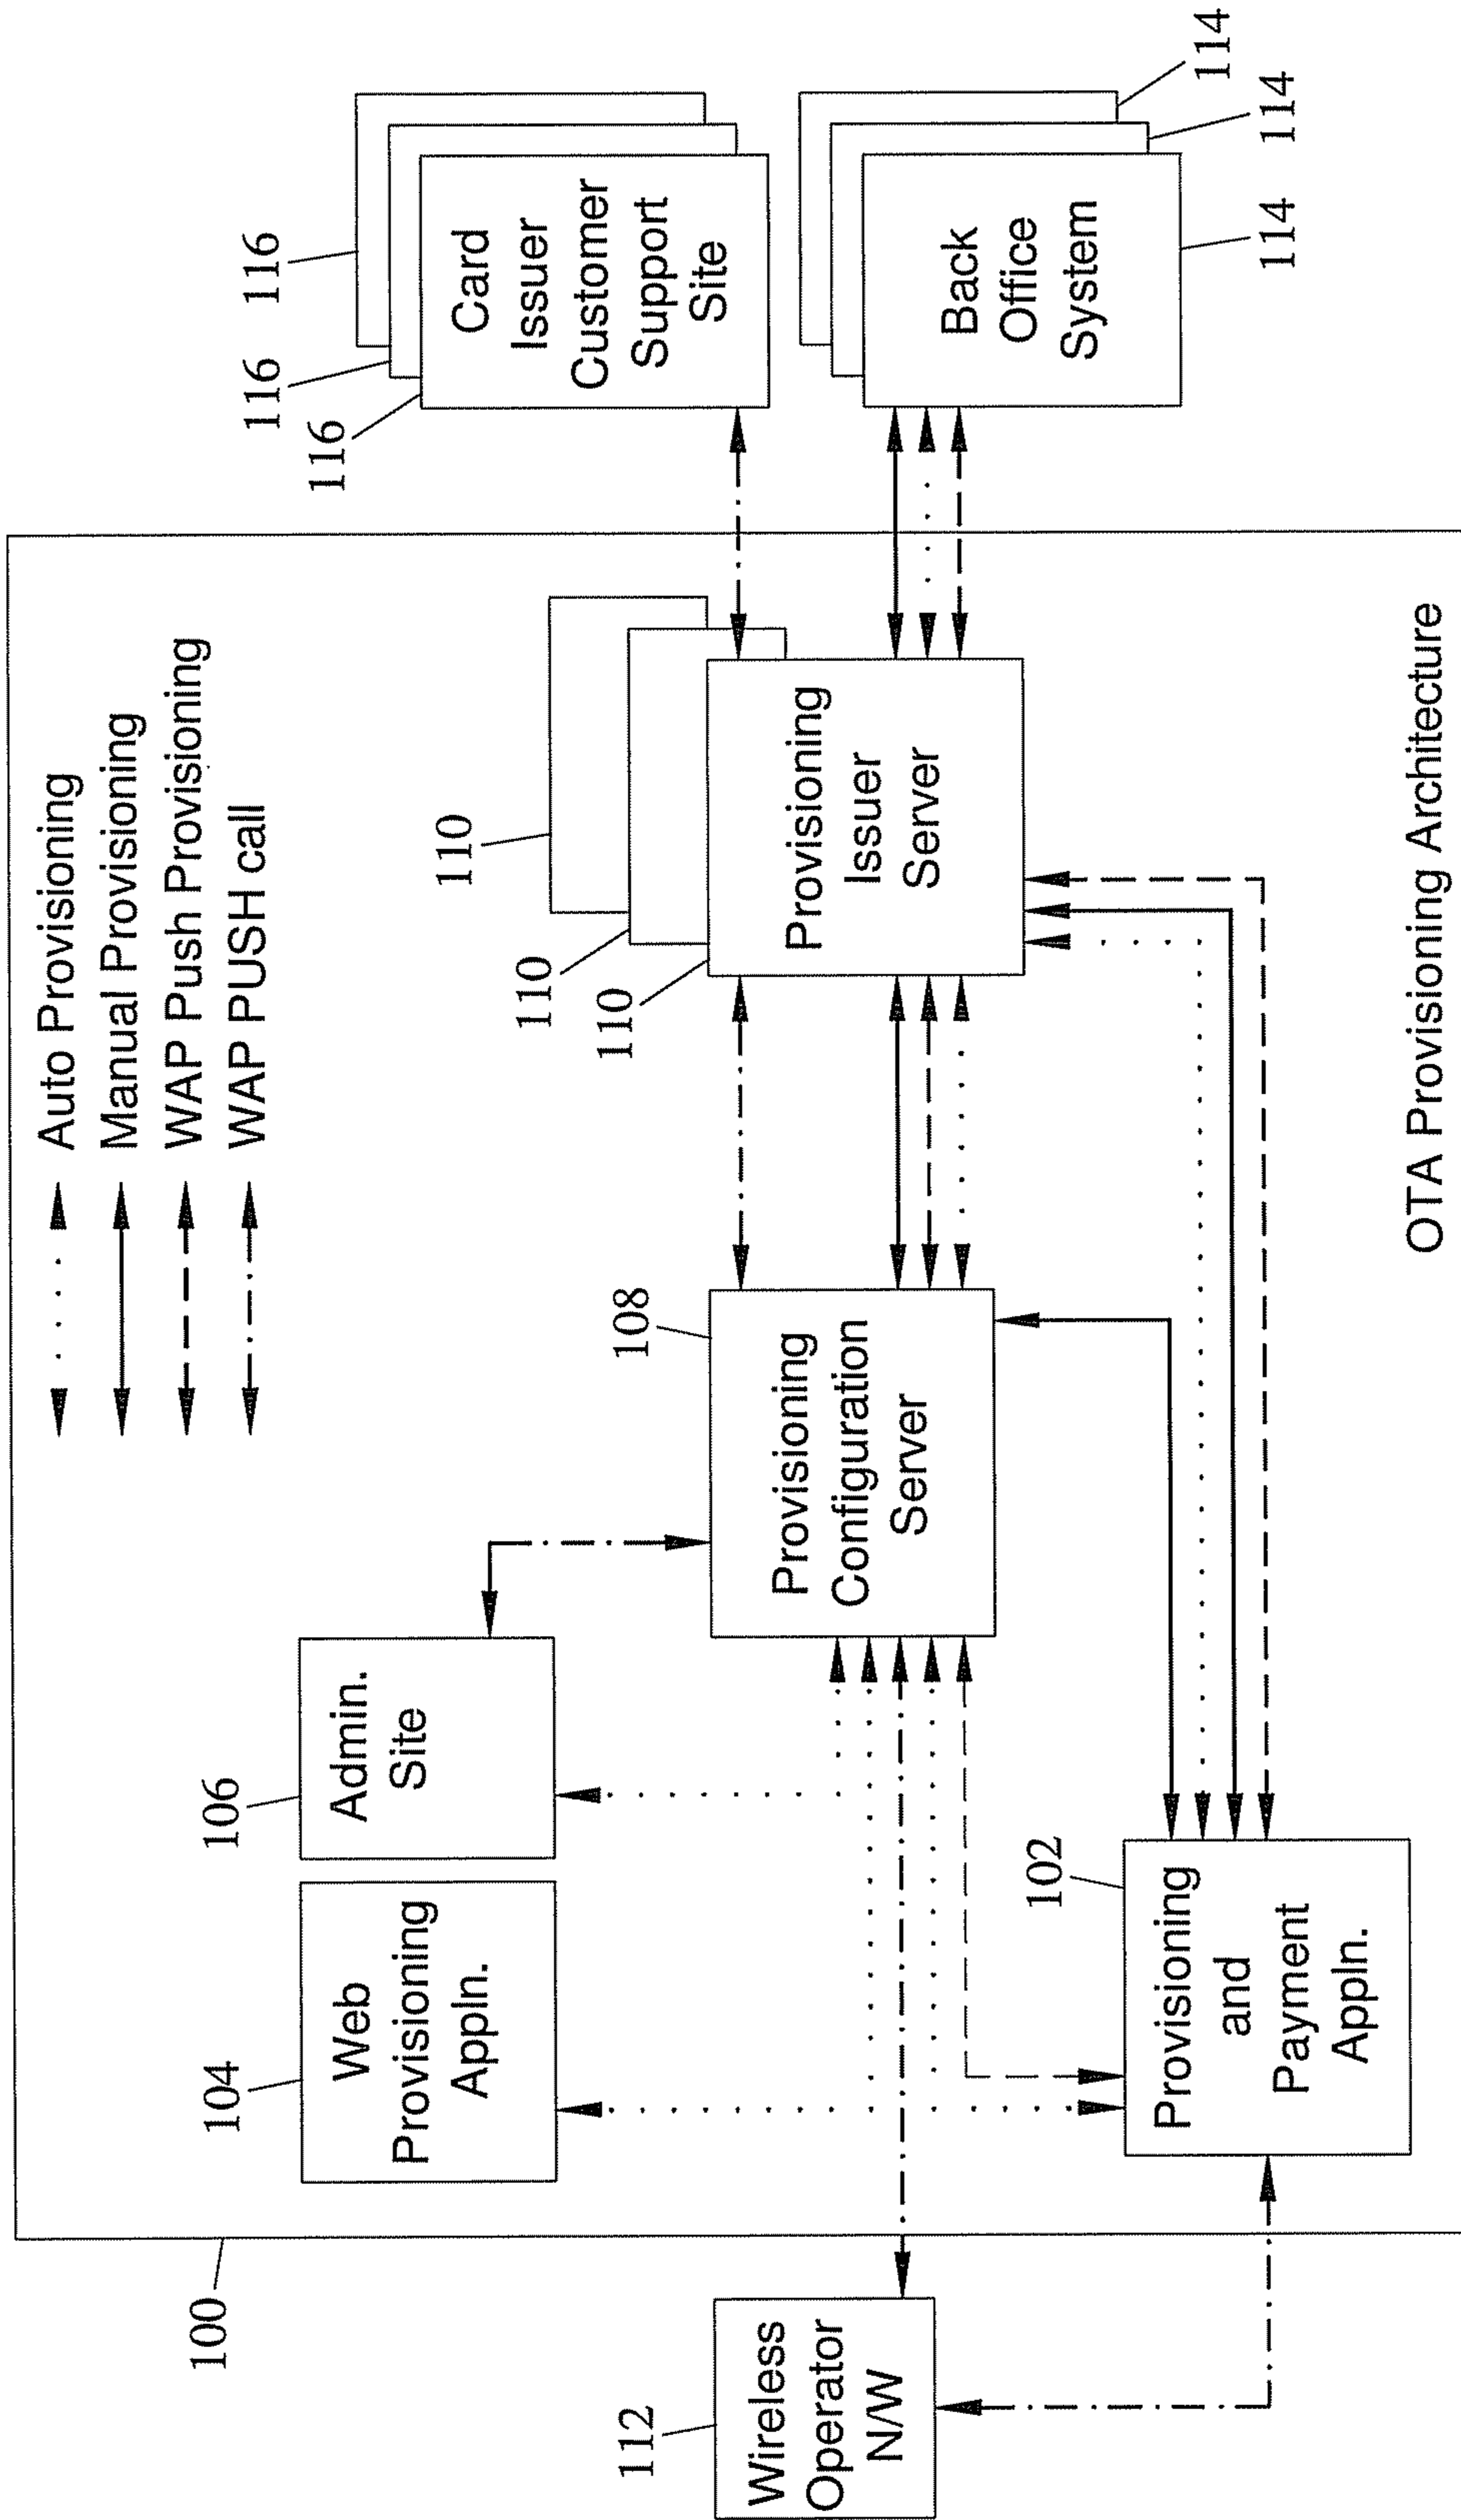 Auto Provisioning
Manual Provisioning
WAP Push Provisioning
WAP PUSH call
100
104
Web
Provisioning
Appln.
106
Admin.
Site
112
Wireless
Operator
N/W
108
Provisioning
Configuration
Server
110
110
110
Provisioning
Issuer
Server
116
116
116
Card
Issuer
Customer
Support
Site
Back
Office
System
114
114
114
102
Provisioning
and
Payment
Appln.
OTA Provisioning Architecture